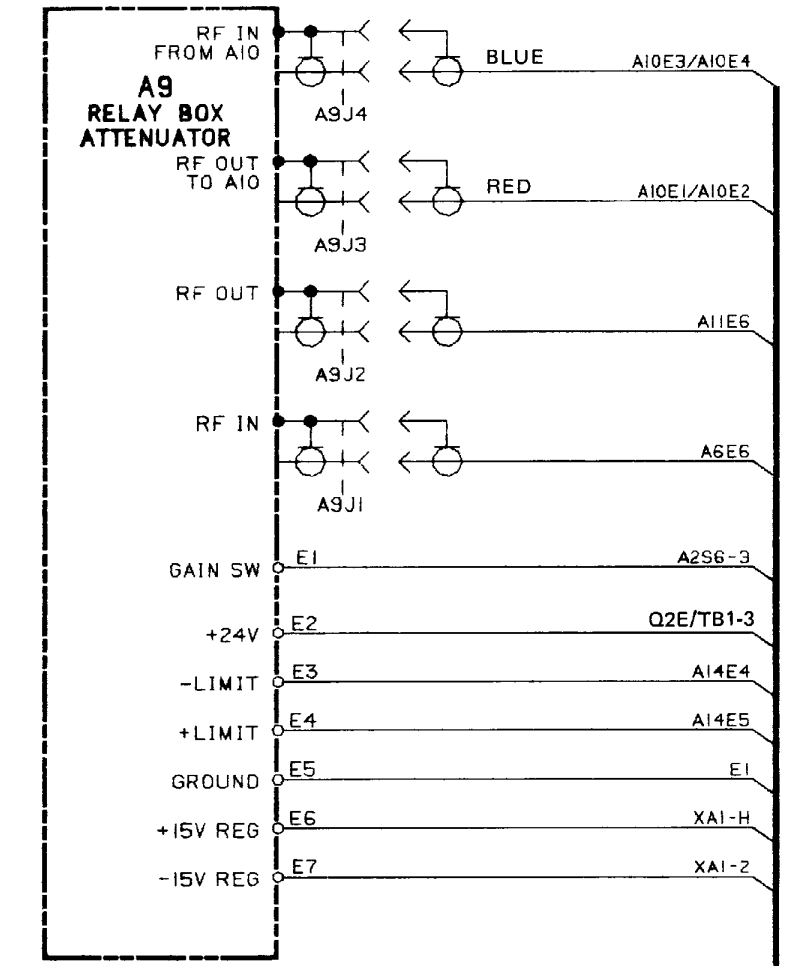 RF IN
FROM A10
BLUE
A10E3/A10E4
A9
RELAY BOX
ATTENUATOR
A9J4
RF OUT
TO A10
RED
A10E1/A10E2
A9J3
RF OUT
A11E6
A9J2
RF IN
A6E6
A9J1
GAIN SW E1 A2S6-3
+24V E2 Q2E/TB1-3
-LIMIT E3 A14E4
+LIMIT E4 A14E5
GROUND E5 E1
+15V REG E6 XA1-H
-15V REG E7 XA1-2